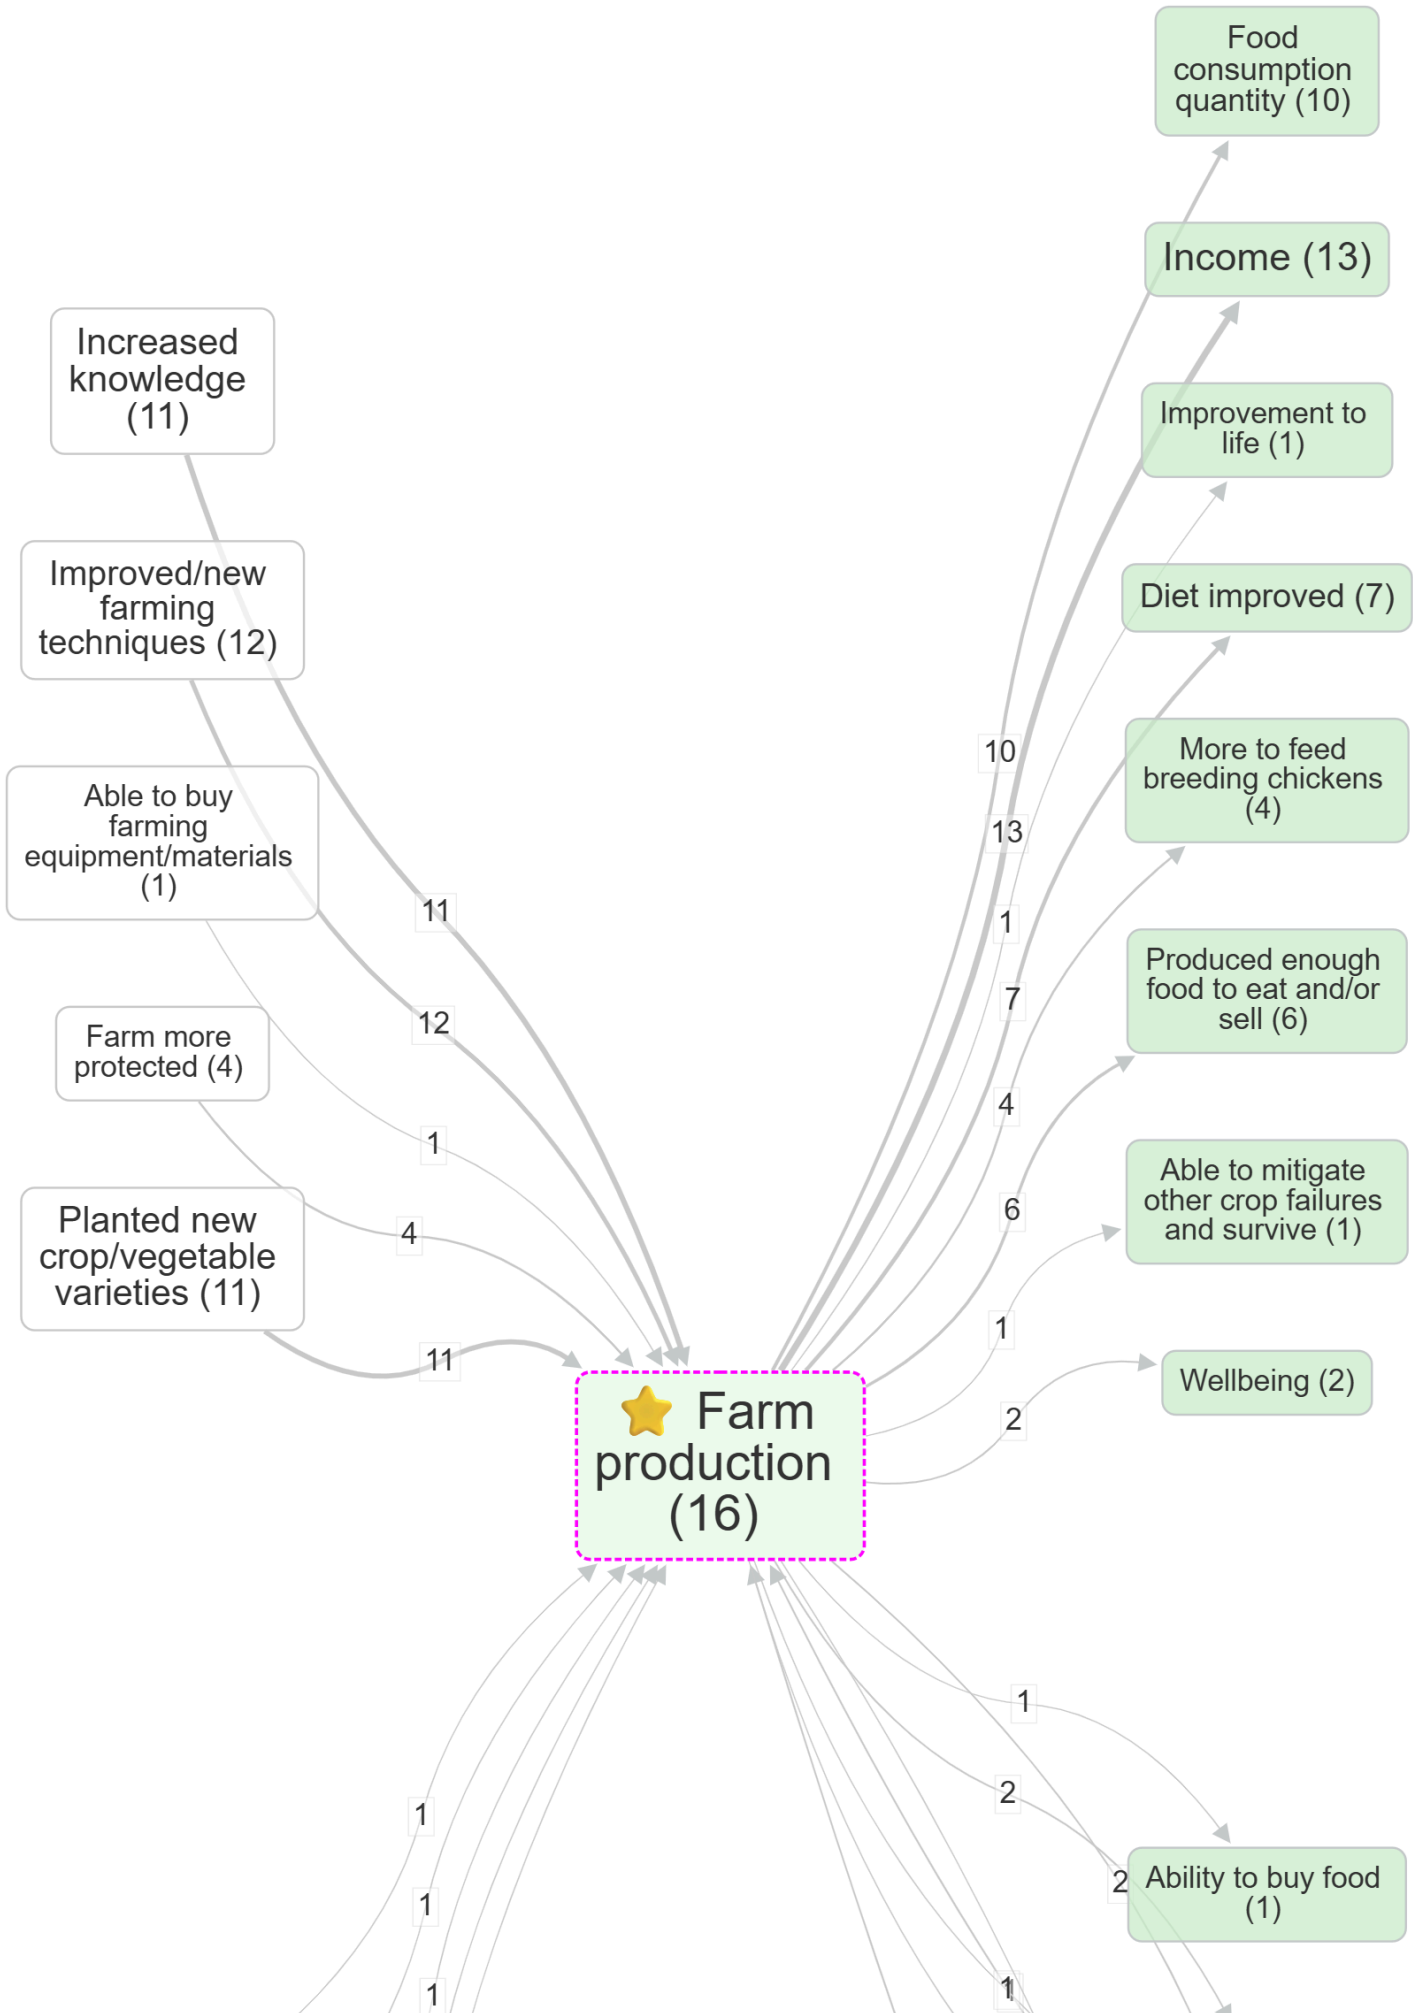 Food
consumption
quantity (10)
Income (13)
Increased
knowledge
(11)
Improvement to
life (1)
Improved/new
farming
techniques (12)
Diet improved (7)
10
More to feed
breeding chickens
(4)
Able to buy
farming
equipment/materials
(1)
13
11
1
Produced enough
food to eat and/or
sell (6)
7
12
Farm more
protected (4)
4
1
Able to mitigate
other crop failures
and survive (1)
6
4
Planted new
crop/vegetable
varieties (11)
1
11
Wellbeing (2)
2
Farm
production
(16)
1
2
1
2
Ability to buy food
(1)
1
1
1